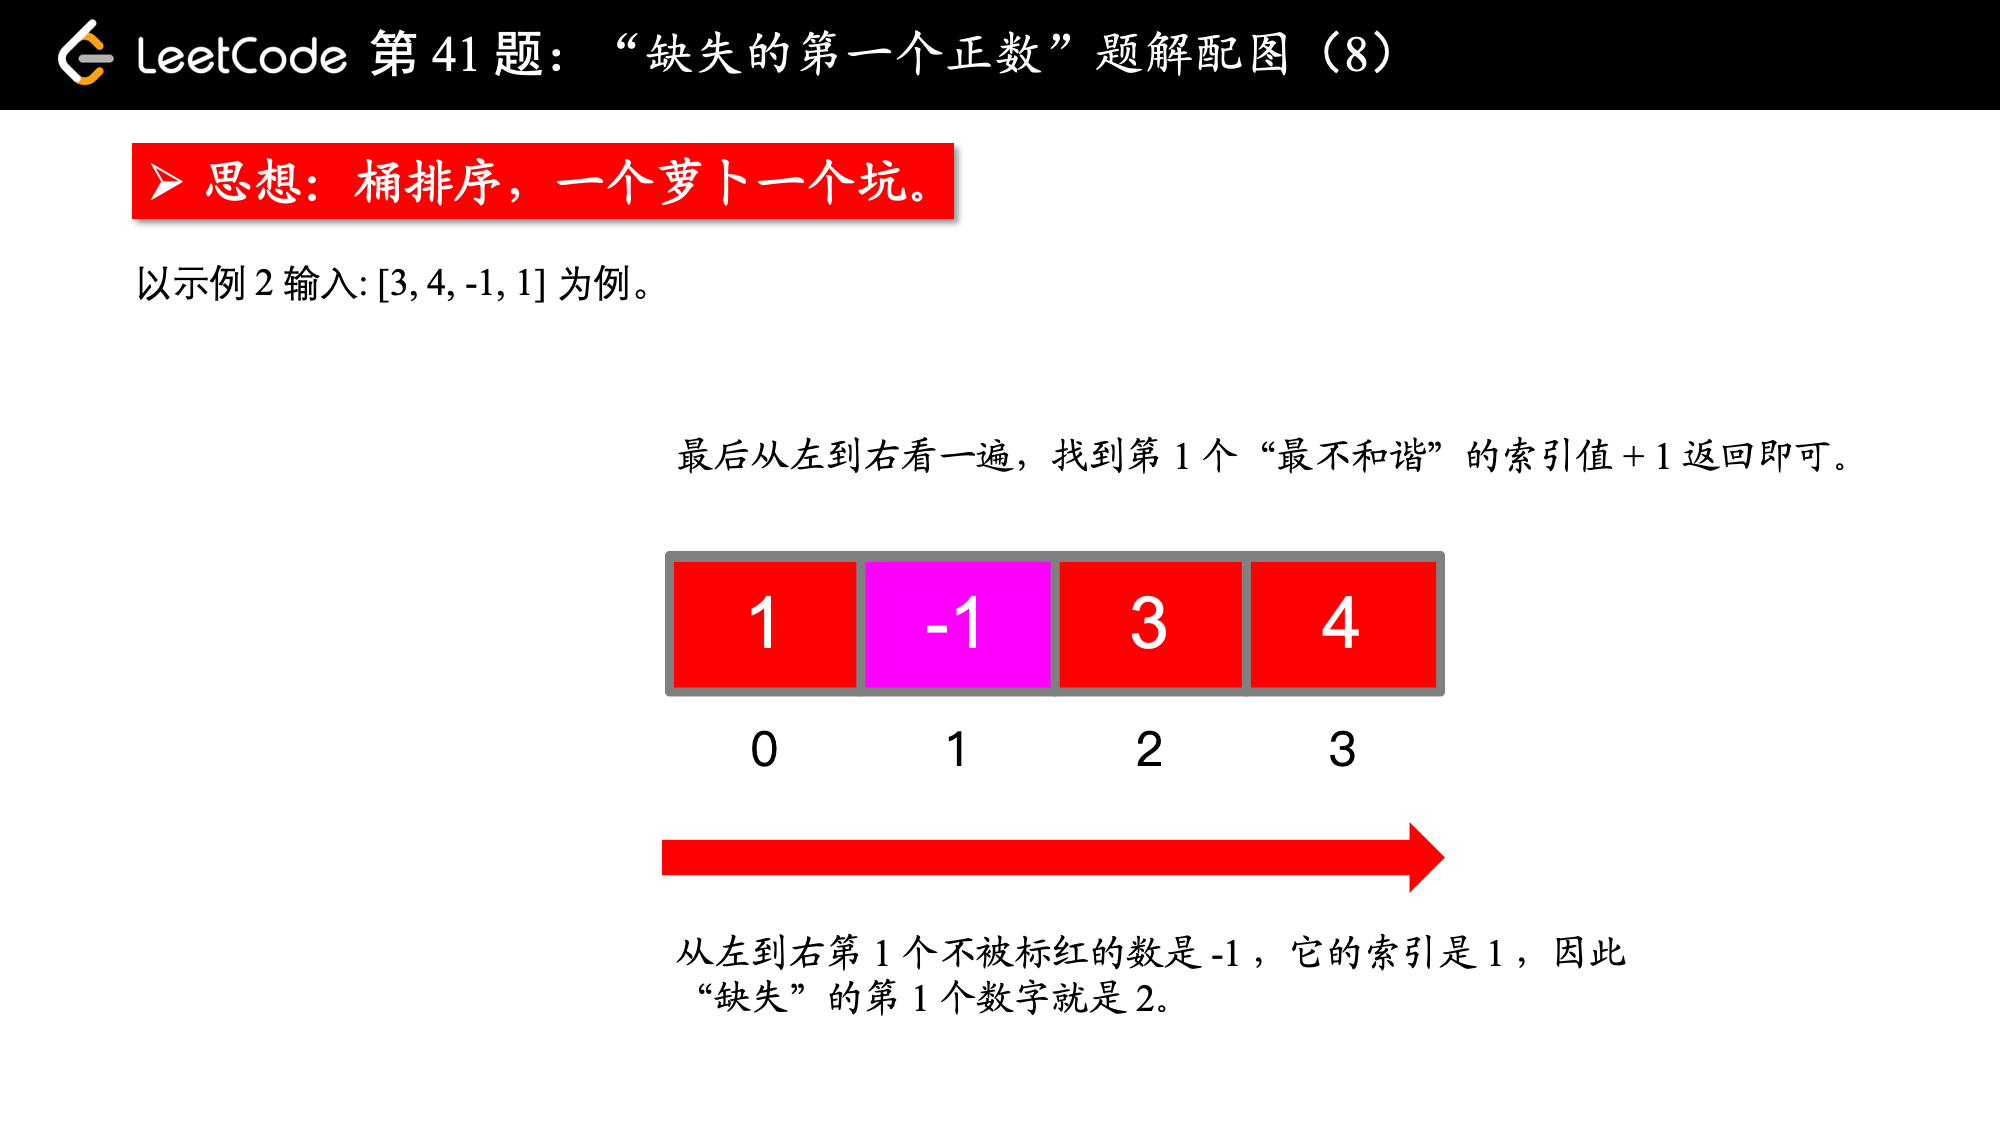 LeetCode 第 41 题：“缺失的第一个正数”题解配图（8）
➢ 思想：桶排序，一个萝卜一个坑。
以示例 2 输入: [3, 4, -1, 1] 为例。
最后从左到右看一遍，找到第 1 个“最不和谐”的索引值 + 1 返回即可。
1 -1 3 4
0 1 2 3
从左到右第 1 个不被标红的数是 -1 ，它的索引是 1 ，因此
“缺失”的第 1 个数字就是 2。